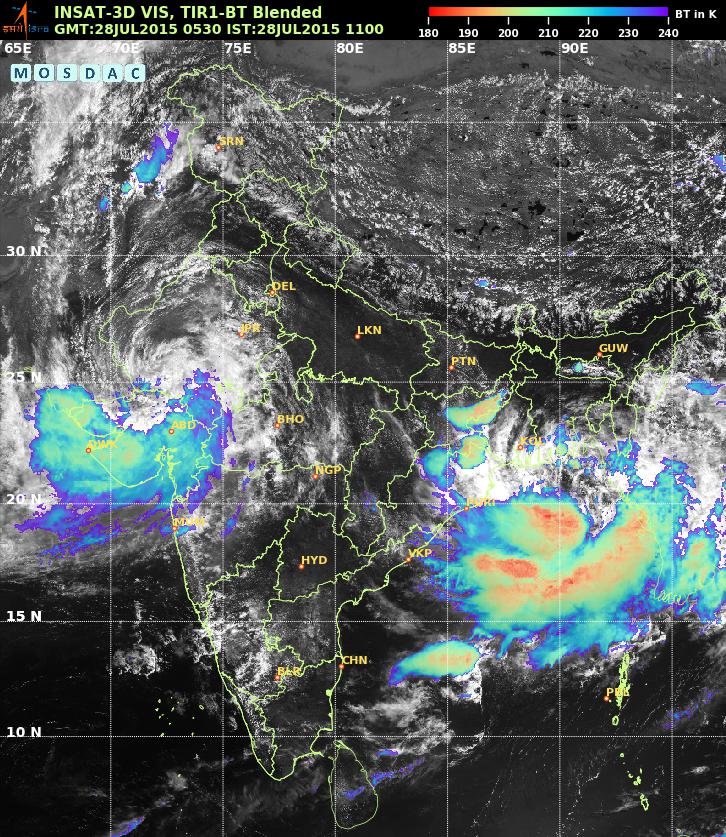 INSAT-3D VIS, TIR1-BT Blended
GMT:28JUL2015 0530 IST:28JUL2015 1100
BT in K
180 190 200 210 220 230 240
65E 70E 75E 80E 85E 90E
MOSDAC
SRN
30 N
DEL
JPR
LKN
GUW
PTN
25 N
BHO
ABD
KOL
DWK
NGP
20 N
PURI
MUM
VKP
HYD
15 N
CHN
BLR
PBL
10 N